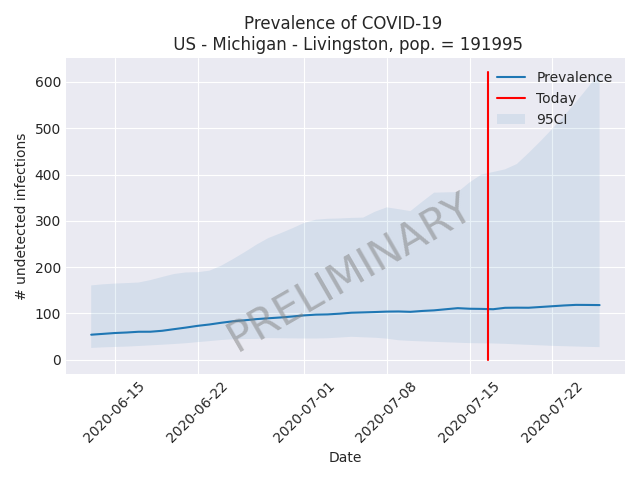 Prevalence of COVID-19
US - Michigan - Livingston, pop. = 191995
Prevalence
Today
95CI
PRELIMINARY
# undetected infections
600
500
400
300
200
100
0
2020-06-15
2020-06-22
2020-07-01
2020-07-08
2020-07-15
2020-07-22
Date